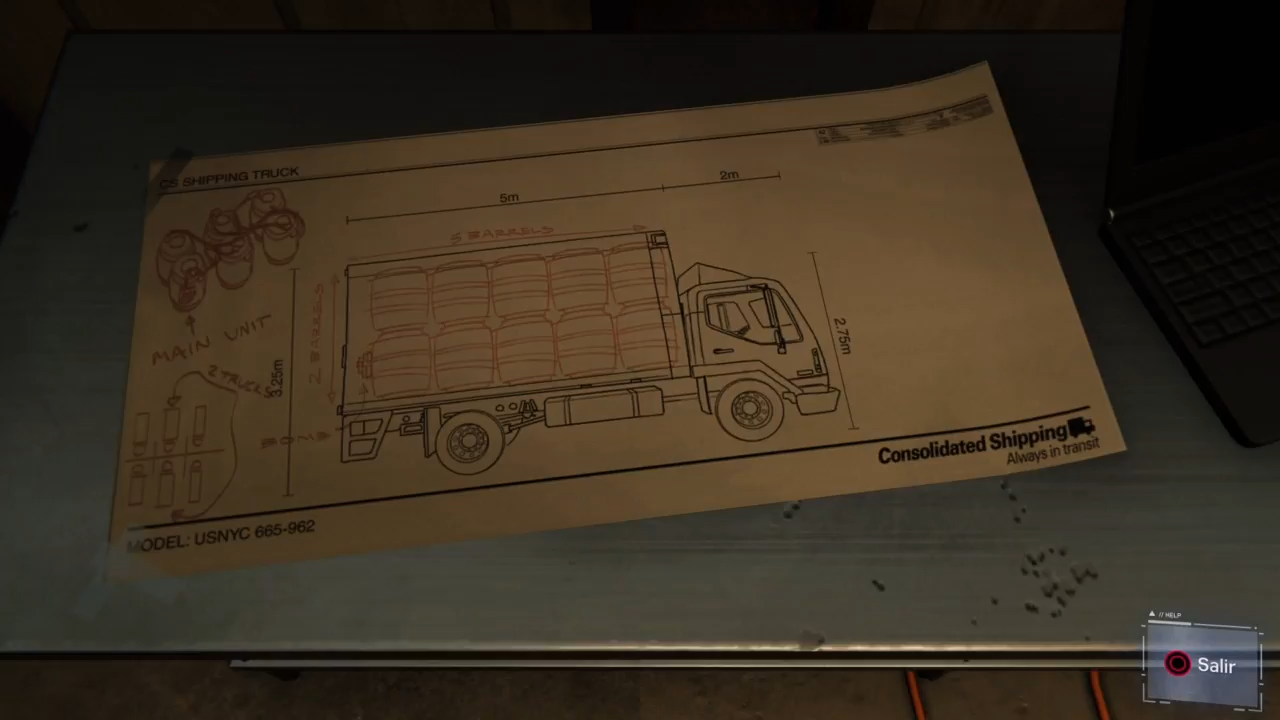 CS SHIPPING TRUCK
5m
2m
5 BARRELS
2 BARRELS
MAIN UNIT
2 TRUCKS
3.25m
2.75m
Consolidated Shipping
Always in transit
MODEL: USNYC 665-962
// HELP
Salir